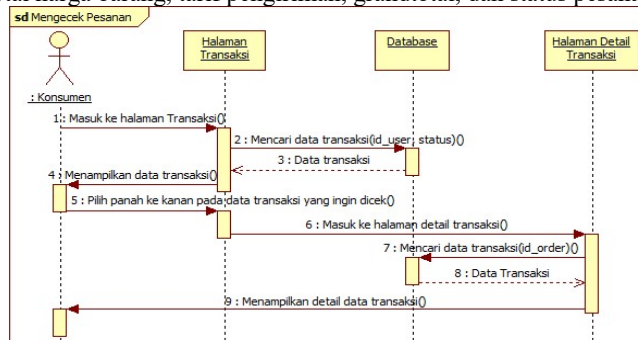 sd Mengecek Pesanan
Halaman
Transaksi
Database
Halaman Detail
Transaksi
: Konsumen
1 : Masuk ke halaman Transaksi()
2 : Mencari data transaksi(id_user, status)()
3 : Data transaksi
4 : Menampilkan data transaksi()
5 : Pilih panah ke kanan pada data transaksi yang ingin dicek()
6 : Masuk ke halaman detail transaksi()
7 : Mencari data transaksi(id_order)()
8 : Data Transaksi
9 : Menampilkan detail data transaksi()